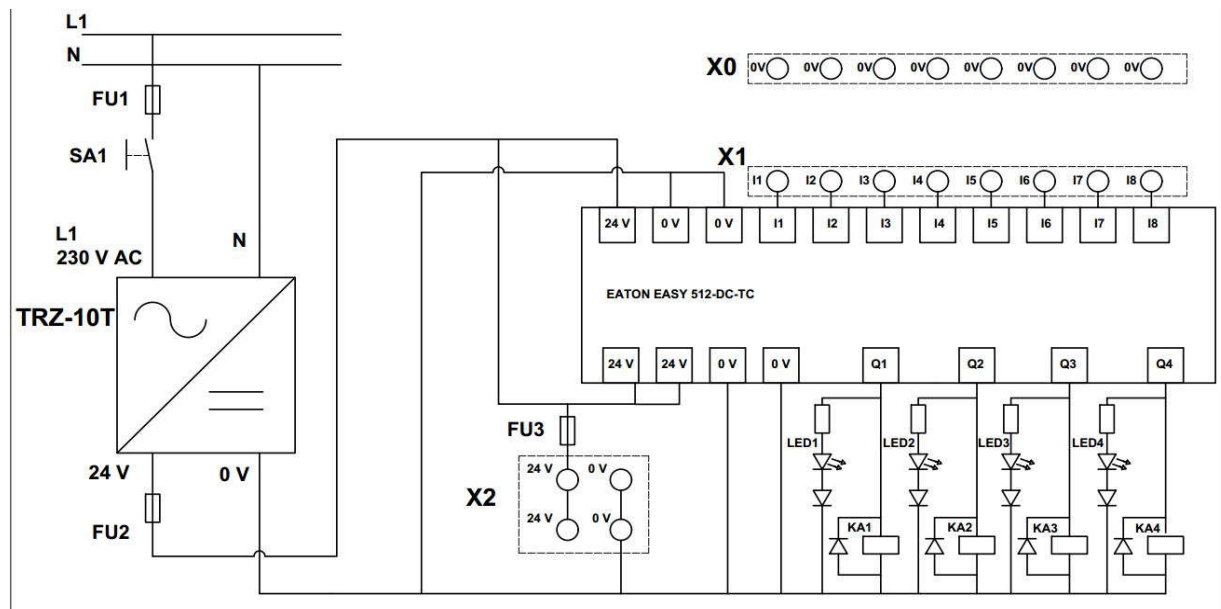 L1
N
FU1
SA1
L1
230 V AC
N
TRZ-10T
24 V
0 V
FU2
X0
0V 0V 0V 0V 0V 0V 0V 0V
X1
I1 I2 I3 I4 I5 I6 I7 I8
24 V 0 V 0 V I1 I2 I3 I4 I5 I6 I7 I8
EATON EASY 512-DC-TC
24 V 24 V 0 V 0 V Q1 Q2 Q3 Q4
FU3
X2
24 V 0 V
24 V 0 V
LED1 LED2 LED3 LED4
KA1 KA2 KA3 KA4